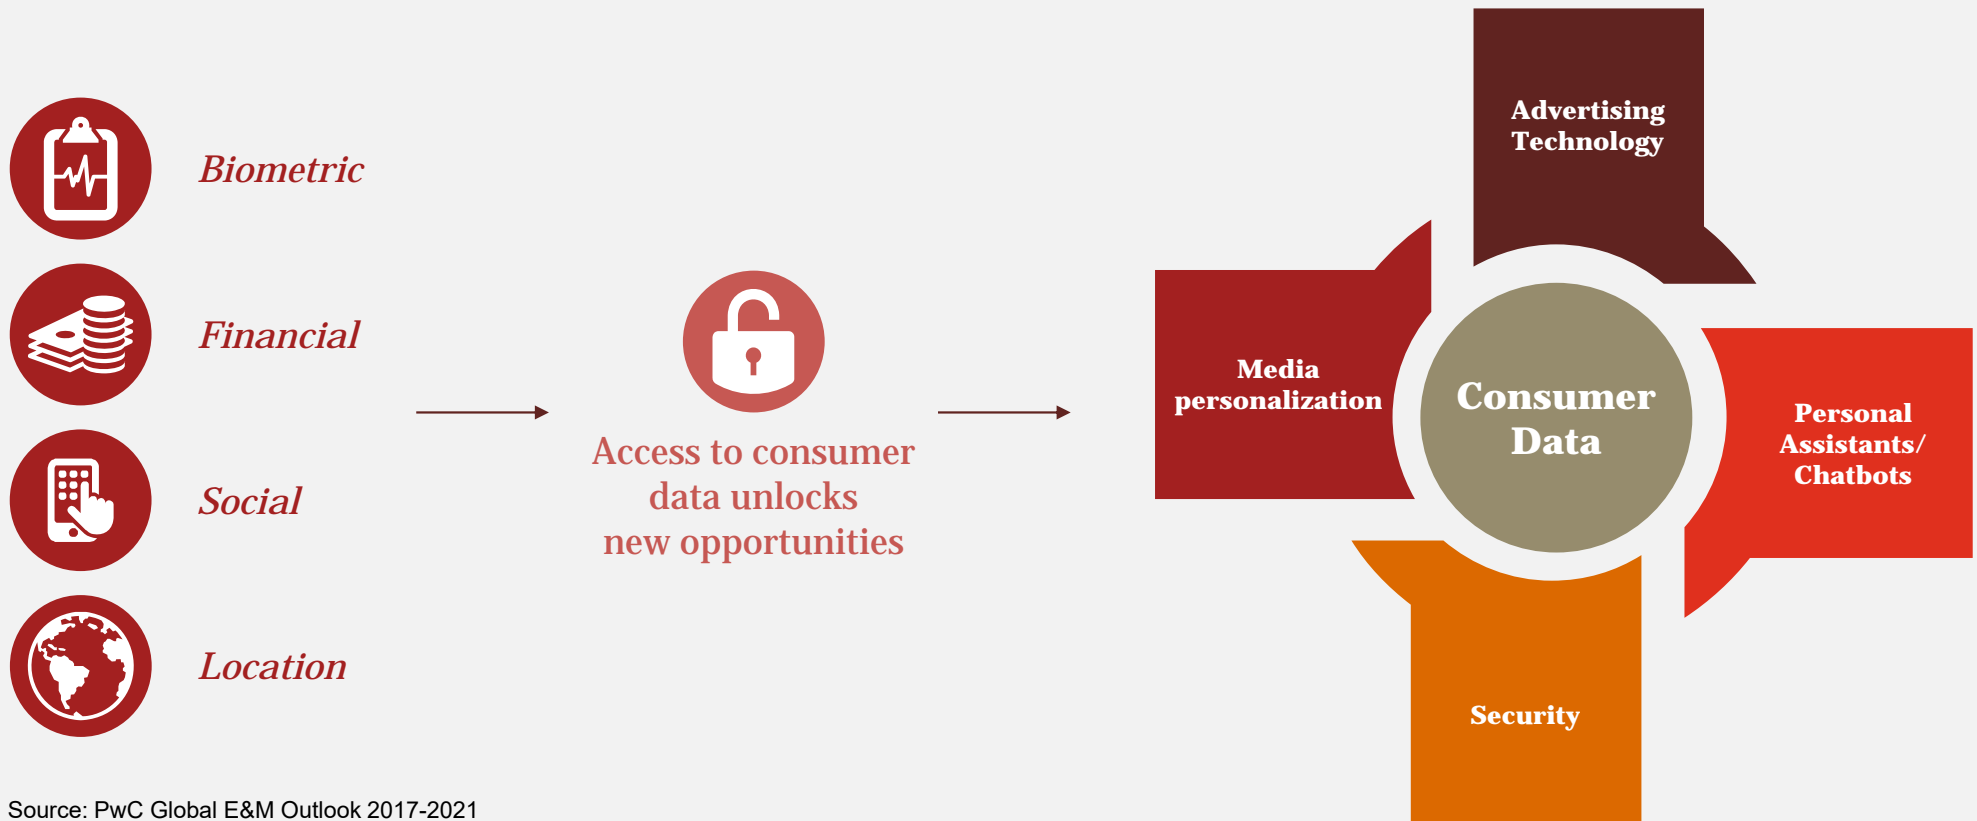 Biometric
Financial
Social
Location
Access to consumer
data unlocks
new opportunities
Advertising
Technology
Media
personalization
Consumer
Data
Personal
Assistants/
Chatbots
Security
Source: PwC Global E&M Outlook 2017-2021